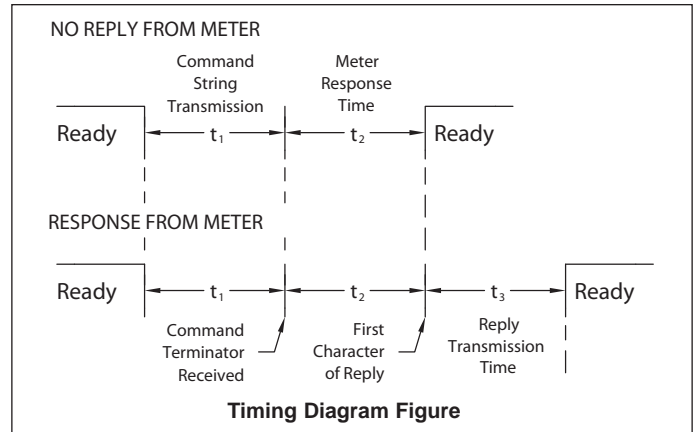 NO REPLY FROM METER
Command
String
Transmission
Meter
Response
Time
Ready
t₁
t₂
Ready
RESPONSE FROM METER
Ready
t₁
t₂
t₃
Ready
Command
Terminator
Received
First
Character
of Reply
Reply
Transmission
Time
Timing Diagram Figure